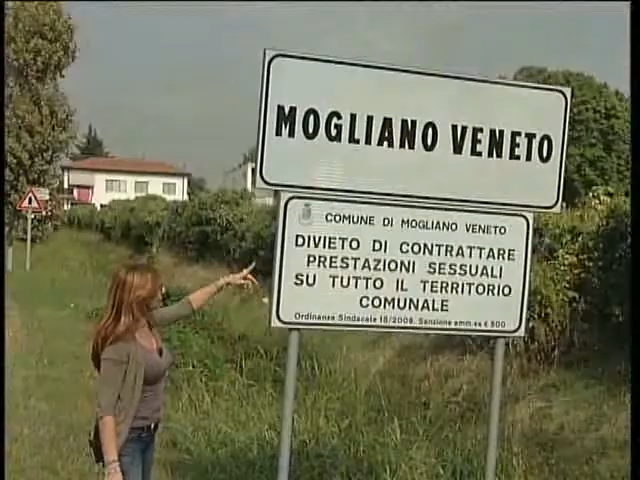 MOGLIANO VENETO
COMUNE DI MOGLIANO VENETO
DIVIETO DI CONTRATTARE
PRESTAZIONI SESSUALI
SU TUTTO IL TERRITORIO
COMUNALE
Ordinanza Sindacale 15/2008. Sanzione amm.va € 500